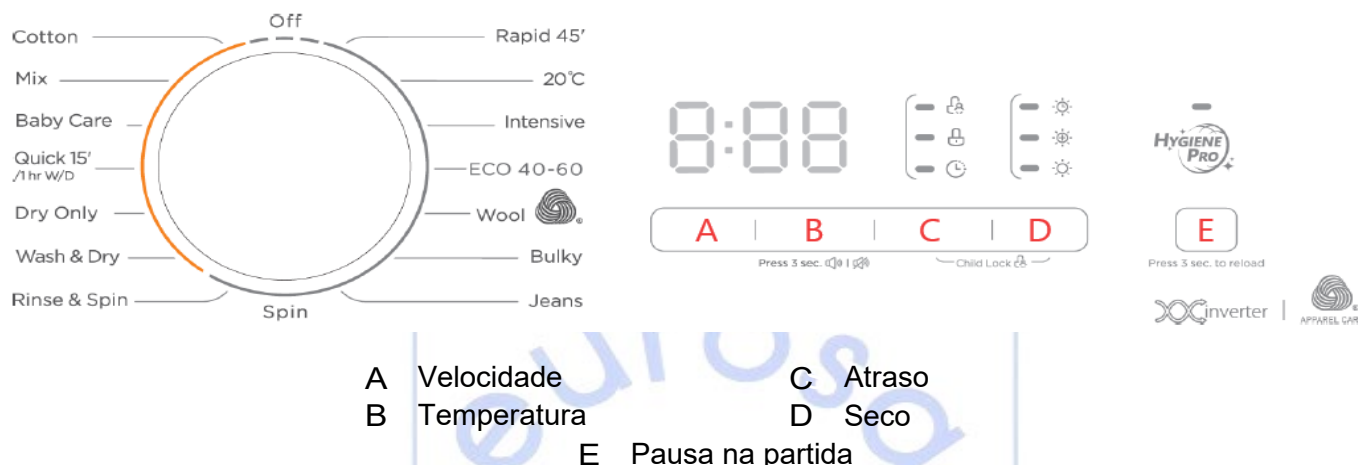 Off
Cotton
Rapid 45′
Mix
20℃
Baby Care
Intensive
Quick 15′
/1 hr W/D
ECO 40-60
Dry Only
Wool
Wash & Dry
Bulky
Rinse & Spin
Jeans
Spin
8:88
HYGIENE
PRO
A | B | C | D
E
Press 3 sec. |
Child Lock
Press 3 sec. to reload
inverter |
APPAREL CAR
A Velocidade C Atraso
B Temperatura D Seco
E Pausa na partida
eurosa